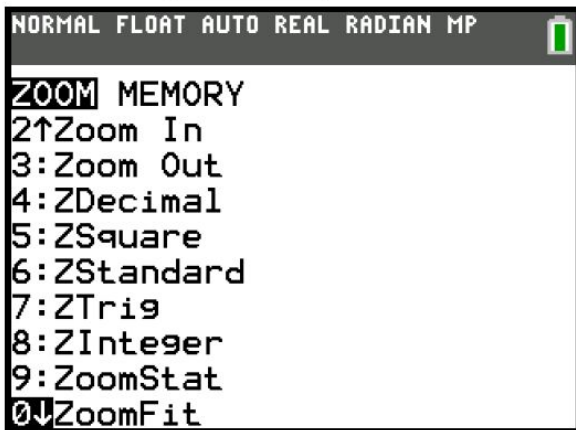 NORMAL FLOAT AUTO REAL RADIAN MP
ZOOM MEMORY
2↑Zoom In
3:Zoom Out
4:ZDecimal
5:ZSquare
6:ZStandard
7:ZTrig
8:ZInteger
9:ZoomStat
0↓ZoomFit